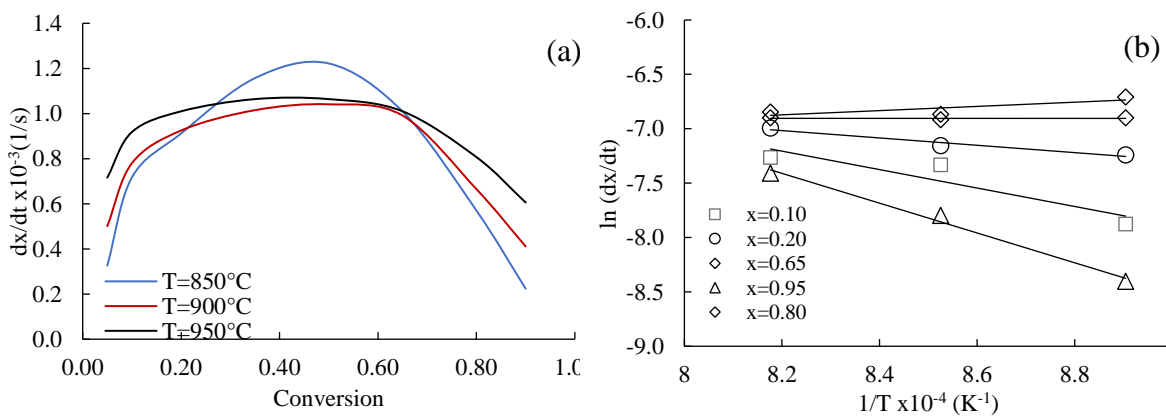 (a)
dx/dt x10⁻³(1/s)
1.4
1.2
1.0
0.8
0.6
0.4
0.2
0.0
T=850°C
T=900°C
T=950°C
0.00 0.20 0.40 0.60 0.80 1.0
Conversion
(b)
ln (dx/dt)
-6.0
-6.5
-7.0
-7.5
-8.0
-8.5
-9.0
x=0.10
x=0.20
x=0.65
x=0.95
x=0.80
8 8.2 8.4 8.6 8.8
1/T x10⁻⁴ (K⁻¹)